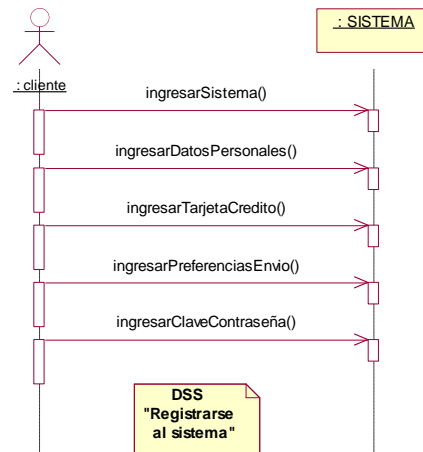 : SISTEMA
: cliente
ingresarSistema()
ingresarDatosPersonales()
ingresarTarjetaCredito()
ingresarPreferenciasEnvio()
ingresarClaveContraseña()
DSS
"Registrarse
al sistema"